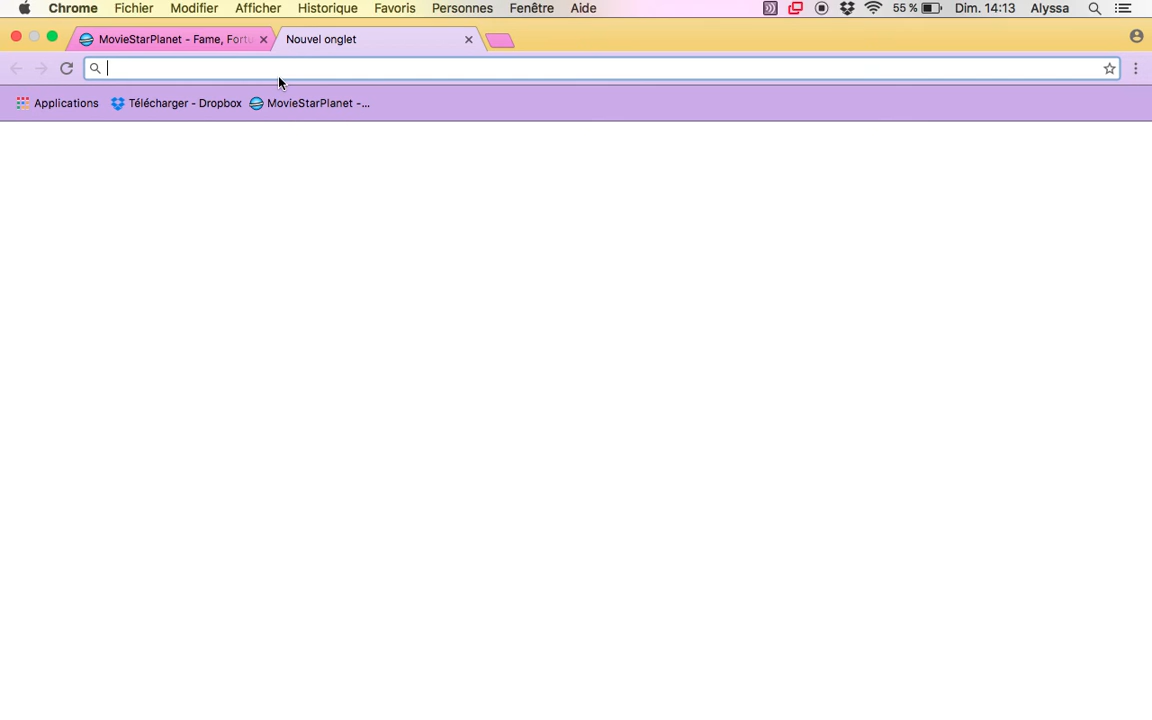 Chrome Fichier Modifier Afficher Historique Favoris Personnes Fenêtre Aide 55 % Dim. 14:13 Alyssa
MovieStarPlanet - Fame, Fortu Nouvel onglet
Applications Télécharger - Dropbox MovieStarPlanet -...